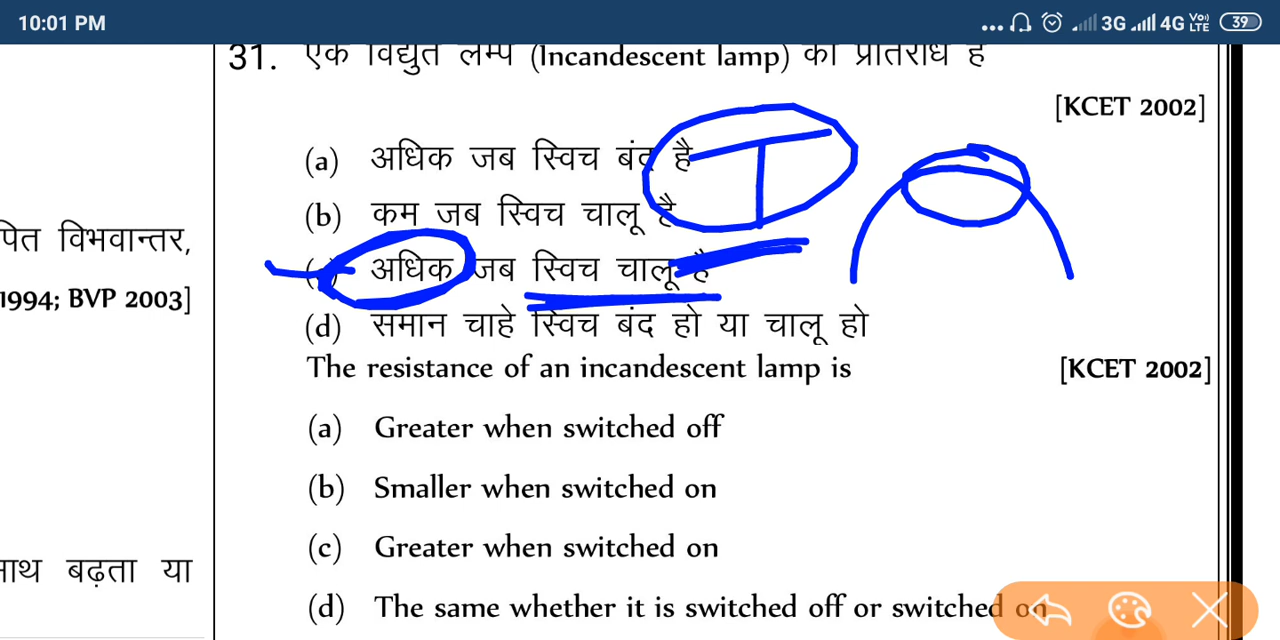 10:01 PM
... 3G 4G VoI) LTE 39
31. एक विद्युत लैम्प (Incandescent lamp) का प्रतिरोध है
[KCET 2002]
(a) अधिक जब स्विच बंद है
(b) कम जब स्विच चालू है
अधिक जब स्विच चालू है
(d) समान चाहे स्विच बंद हो या चालू हो
The resistance of an incandescent lamp is [KCET 2002]
(a) Greater when switched off
(b) Smaller when switched on
(c) Greater when switched on
(d) The same whether it is switched off or switched on
पित विभवान्तर,
1994; BVP 2003]
बढ़ता या